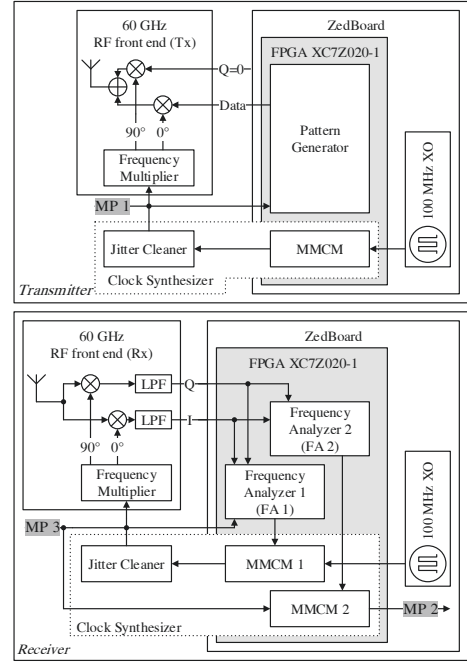 60 GHz
RF front end (Tx)
ZedBoard
FPGA XC7Z020-1
Q=0
Data
90°
0°
Pattern
Generator
Frequency
Multiplier
100 MHz XO
MP 1
Jitter Cleaner
MMCM
Clock Synthesizer
Transmitter
60 GHz
RF front end (Rx)
ZedBoard
FPGA XC7Z020-1
LPF
Q
LPF
I
90°
0°
Frequency
Analyzer 2
(FA 2)
Frequency
Multiplier
Frequency
Analyzer 1
(FA 1)
100 MHz XO
MP 3
Jitter Cleaner
MMCM 1
MMCM 2
MP 2
Clock Synthesizer
Receiver